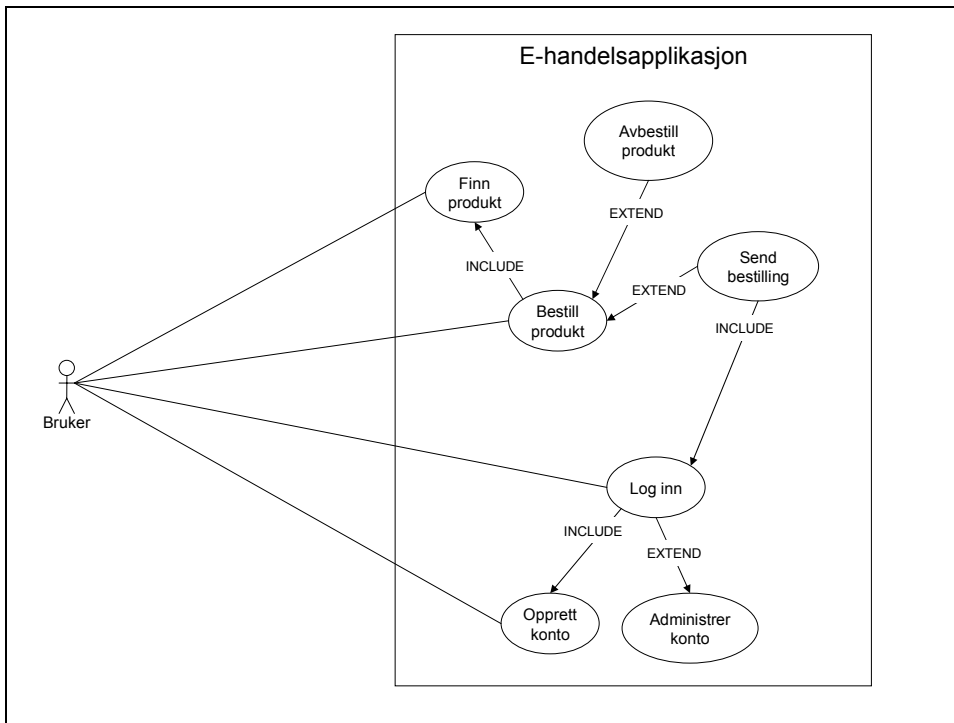 E-handelsapplikasjon
Avbestill
produkt
Finn
produkt
EXTEND
INCLUDE
Send
bestilling
EXTEND
Bestill
produkt
INCLUDE
Bruker
Log inn
INCLUDE
EXTEND
Opprett
konto
Administrer
konto